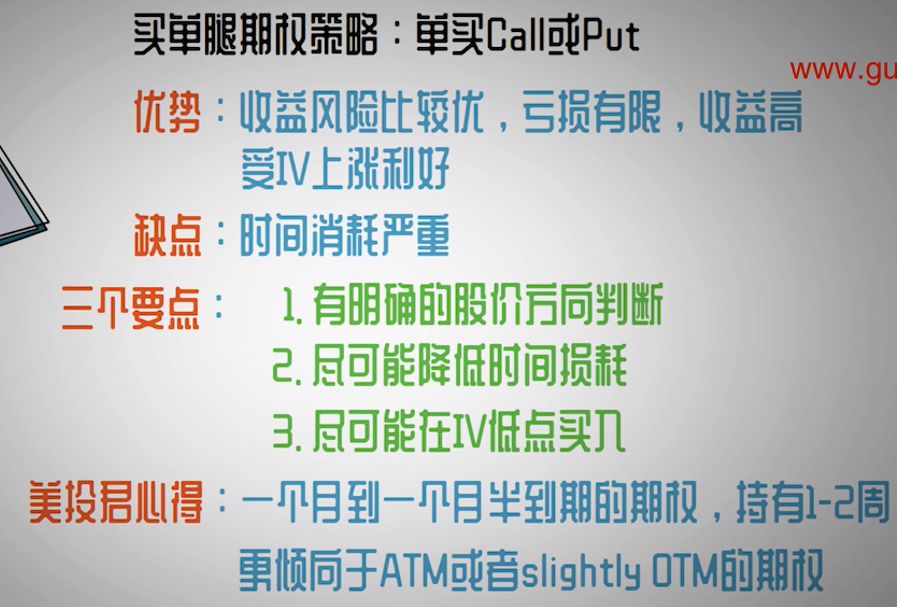 买单腿期权策略：单买Call或Put
www.gu
优势：收益风险比较优，亏损有限，收益高
受IV上涨利好
缺点：时间消耗严重
三个要点： 1. 有明确的股价方向判断
2. 尽可能降低时间损耗
3. 尽可能在IV低点买入
美投君心得：一个月到一个月半到期的期权，持有1-2周
更倾向于ATM或者slightly OTM的期权